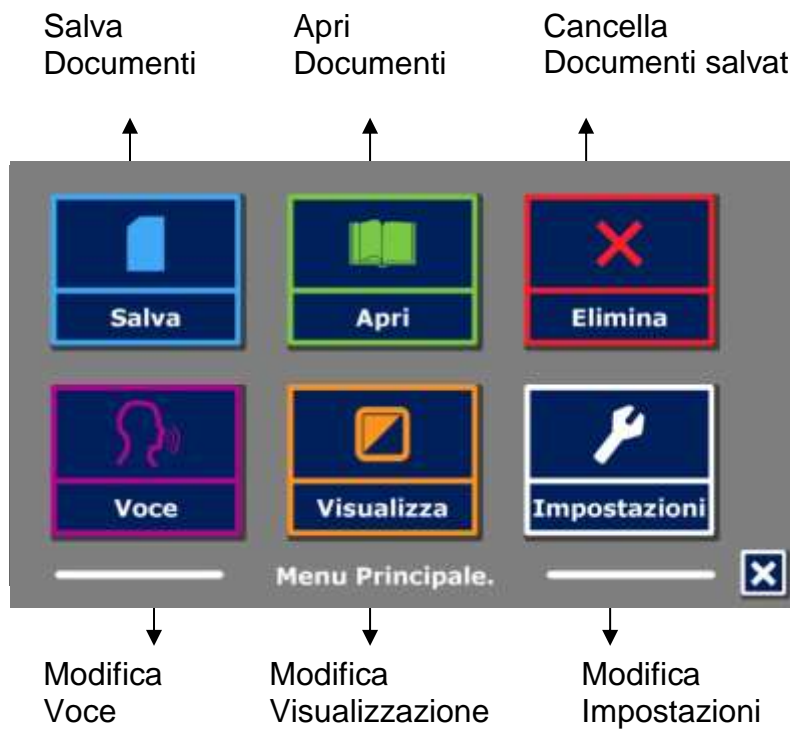 Salva
Documenti
Apri
Documenti
Cancella
Documenti salvat
Salva
Apri
Elimina
Voce
Visualizza
Impostazioni
Menu Principale.
Modifica
Voce
Modifica
Visualizzazione
Modifica
Impostazioni